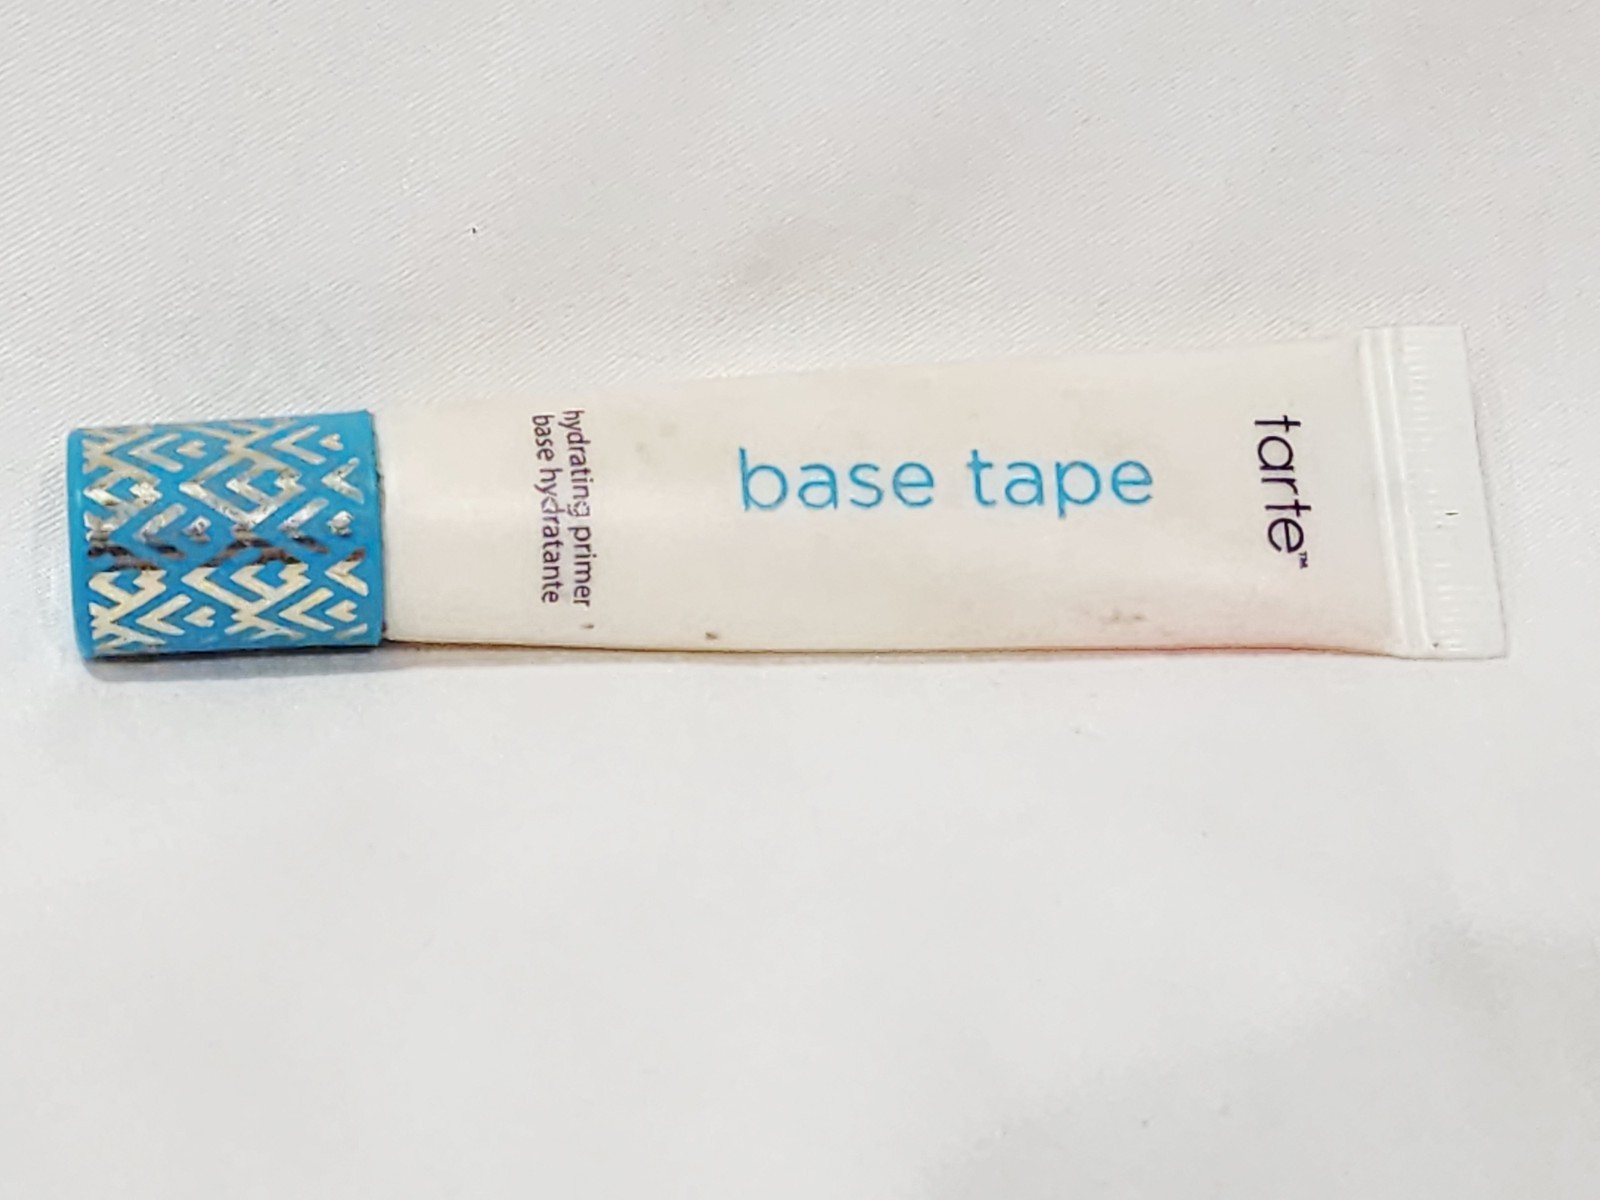 tarte™
base tape
hydrating primer
base hydratante